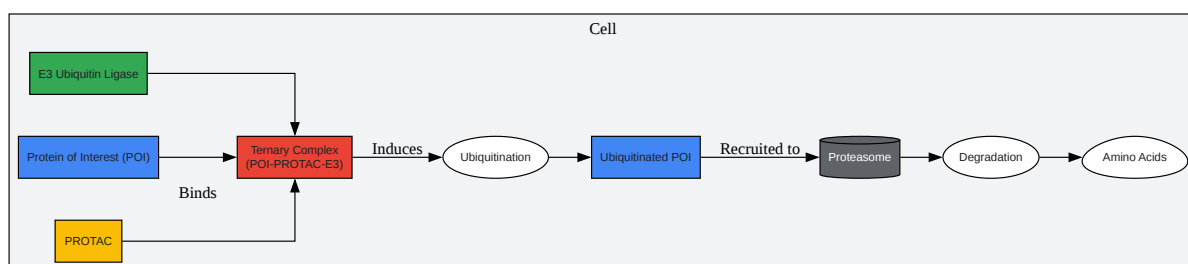 Cell
E3 Ubiquitin Ligase
Protein of Interest (POI)
Binds
PROTAC
Ternary Complex
(POI-PROTAC-E3)
Induces
Ubiquitination
Ubiquitinated POI
Recruited to
Proteasome
Degradation
Amino Acids